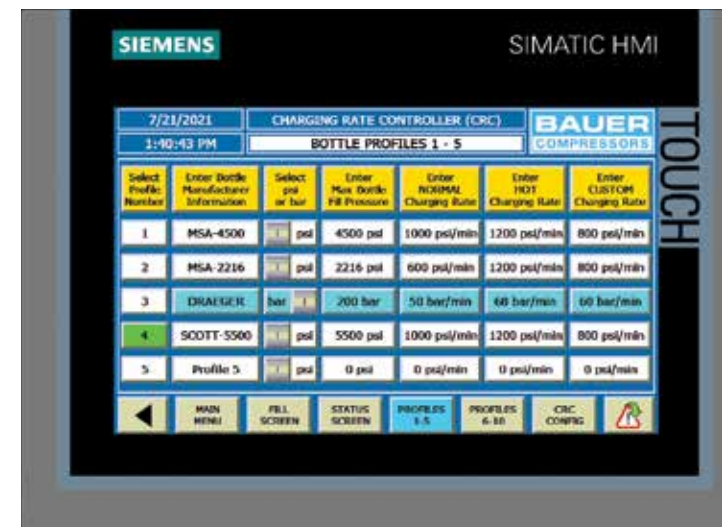 SIEMENS
SIMATIC HMI
TOUCH
7/21/2021
CHARGING RATE CONTROLLER (CRC)
BAUER
COMPRESSORS
1:40:43 PM
BOTTLE PROFILES 1 - 5
Select Profile Number
Enter Bottle Manufacturer Information
Select psi or bar
Enter Max Bottle Fill Pressure
Enter NORMAL Charging Rate
Enter HOT Charging Rate
Enter CUSTOM Charging Rate
1 MSA-4500 psi 4500 psi 1000 psi/min 1200 psi/min 800 psi/min
2 MSA-2216 psi 2216 psi 600 psi/min 1200 psi/min 800 psi/min
3 DRAEGER bar 200 bar 50 bar/min 60 bar/min
4 SCOTT-5500 psi 5500 psi 1000 psi/min 1200 psi/min 800 psi/min
5 Profile 5 psi 0 psi 0 psi/min 0 psi/min 0 psi/min
MAIN MENU
FILL SCREEN
STATUS SCREEN
PROFILES 1-5
PROFILES 6-10
CRC CONFIG